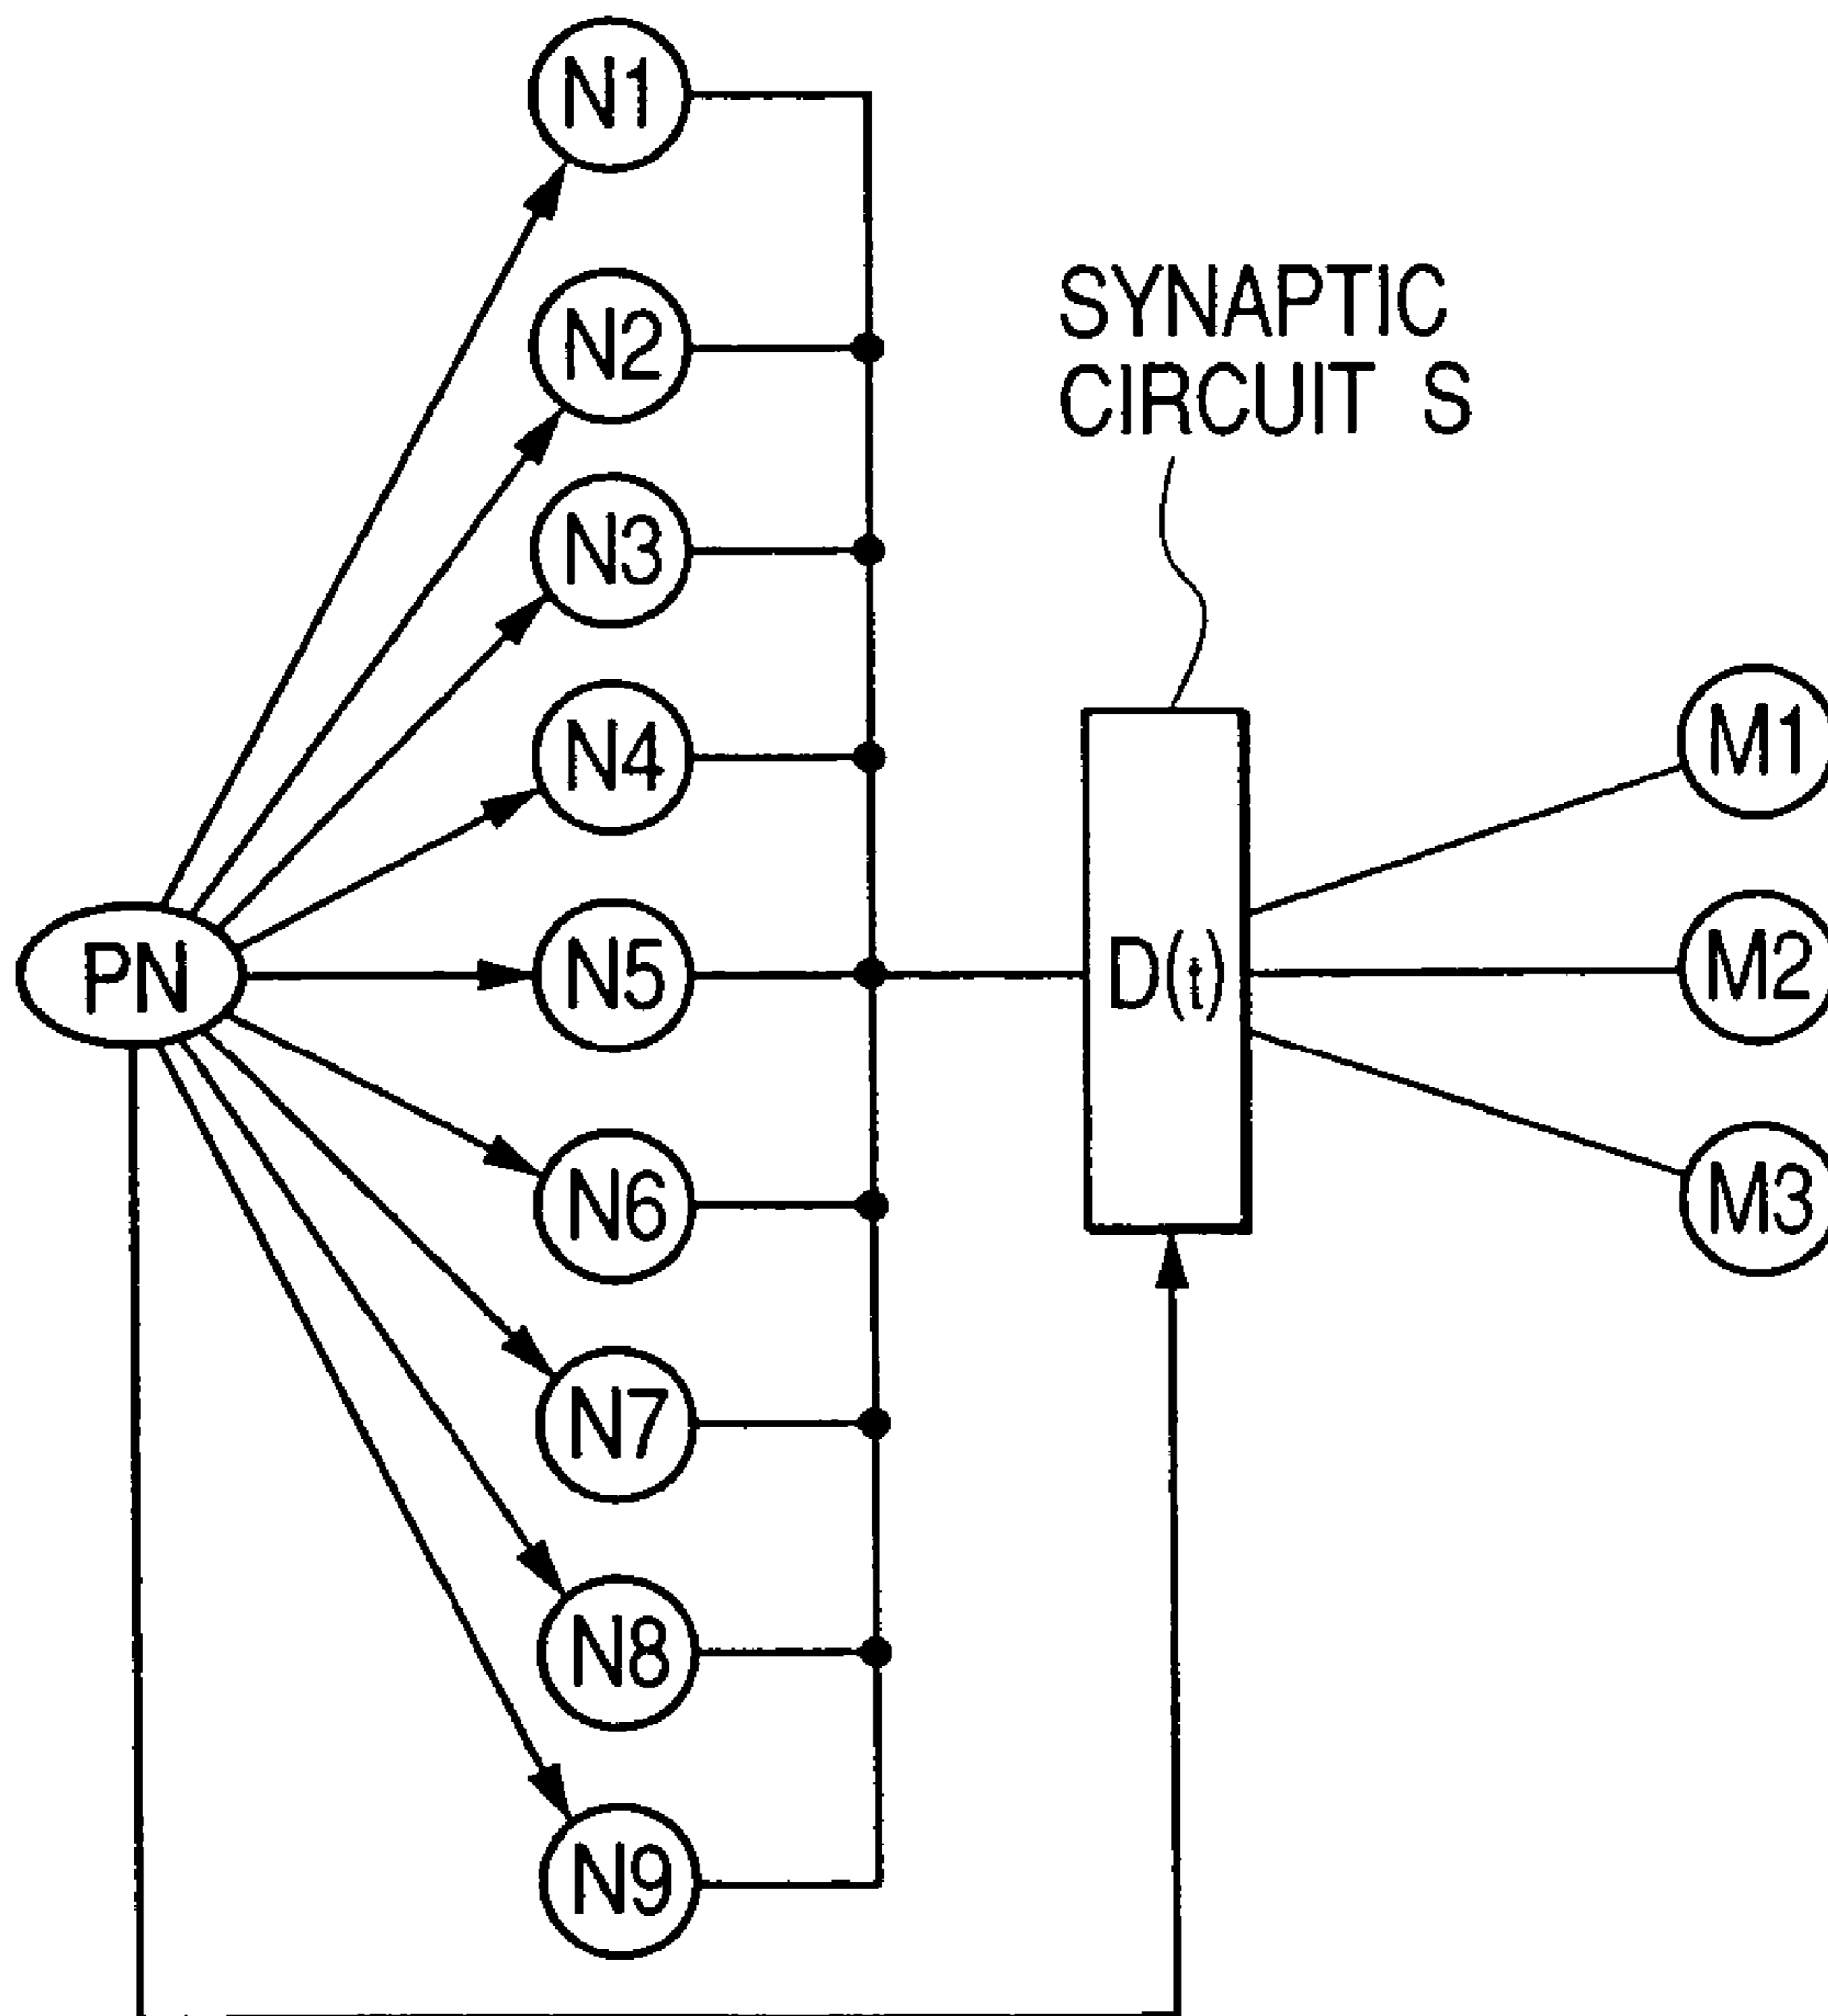 N1
N2
SYNAPTIC
CIRCUIT S
N3
N4
M1
PN
N5
D(t)
M2
N6
M3
N7
N8
N9